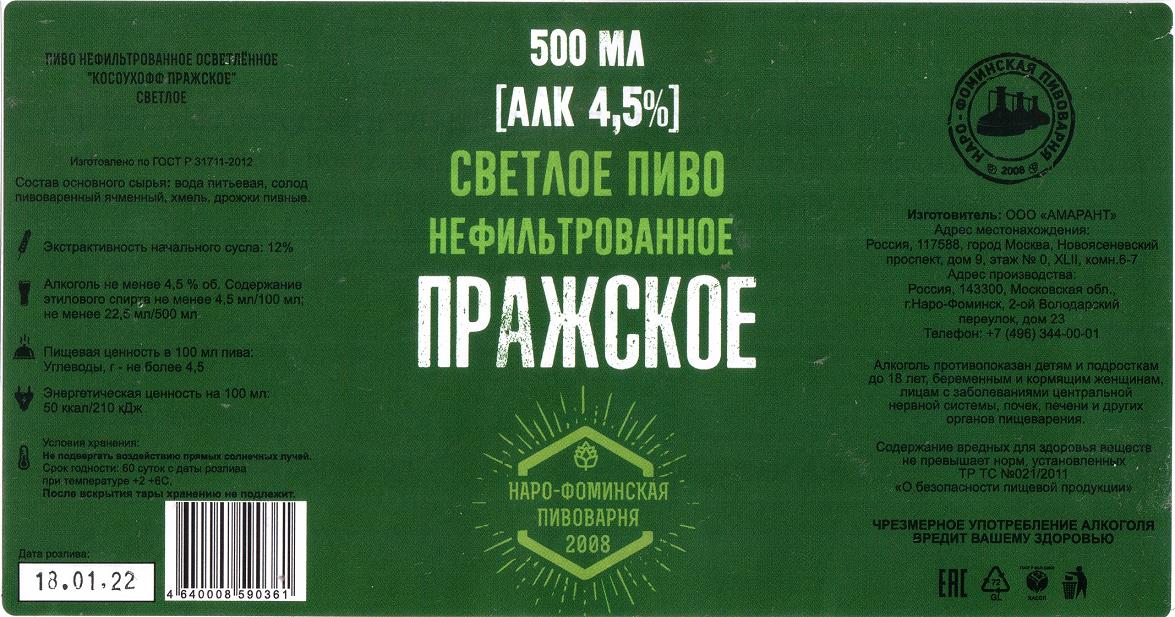 ПИВО НЕФИЛЬТРОВАННОЕ ОСВЕТЛЁННОЕ
"КОСОУХОФФ ПРАЖСКОЕ"
СВЕТЛОЕ
Изготовлено по ГОСТ Р 31711-2012
Состав основного сырья: вода питьевая, солод
пивоваренный ячменный, хмель, дрожжи пивные.
Экстрактивность начального сусла: 12%
Алкоголь не менее 4,5 % об. Содержание
этилового спирта не менее 4,5 мл/100 мл;
не менее 22,5 мл/500 мл
Пищевая ценность в 100 мл пива:
Углеводы, г - не более 4,5
Энергетическая ценность на 100 мл:
50 ккал/210 кДж
Условия хранения:
Не подвергать воздействию прямых солнечных лучей.
Срок годности: 60 суток с даты розлива
при температуре +2 +6С.
После вскрытия тары хранению не подлежит.
Дата розлива:
18.01.22
4 640008 590361
500 МЛ
[АЛК 4,5%]
СВЕТЛОЕ ПИВО
НЕФИЛЬТРОВАННОЕ
ПРАЖСКОЕ
НАРО-ФОМИНСКАЯ
ПИВОВАРНЯ
2008
НАРО-ФОМИНСКАЯ ПИВОВАРНЯ
2008
Изготовитель: ООО «АМАРАНТ»
Адрес местонахождения:
Россия, 117588, город Москва, Новоясеневский
проспект, дом 9, этаж № 0, XLII, комн.6-7
Адрес производства:
Россия, 143300, Московская обл.,
г.Наро-Фоминск, 2-ой Володарский
переулок, дом 23
Телефон: +7 (496) 344-00-01
Алкоголь противопоказан детям и подросткам
до 18 лет, беременным и кормящим женщинам,
лицам с заболеваниями центральной
нервной системы, почек, печени и других
органов пищеварения.
Содержание вредных для здоровья веществ
не превышает норм, установленных
ТР ТС №021/2011
«О безопасности пищевой продукции»
ЧРЕЗМЕРНОЕ УПОТРЕБЛЕНИЕ АЛКОГОЛЯ
ВРЕДИТ ВАШЕМУ ЗДОРОВЬЮ
EAC
72
GL
ХАССП